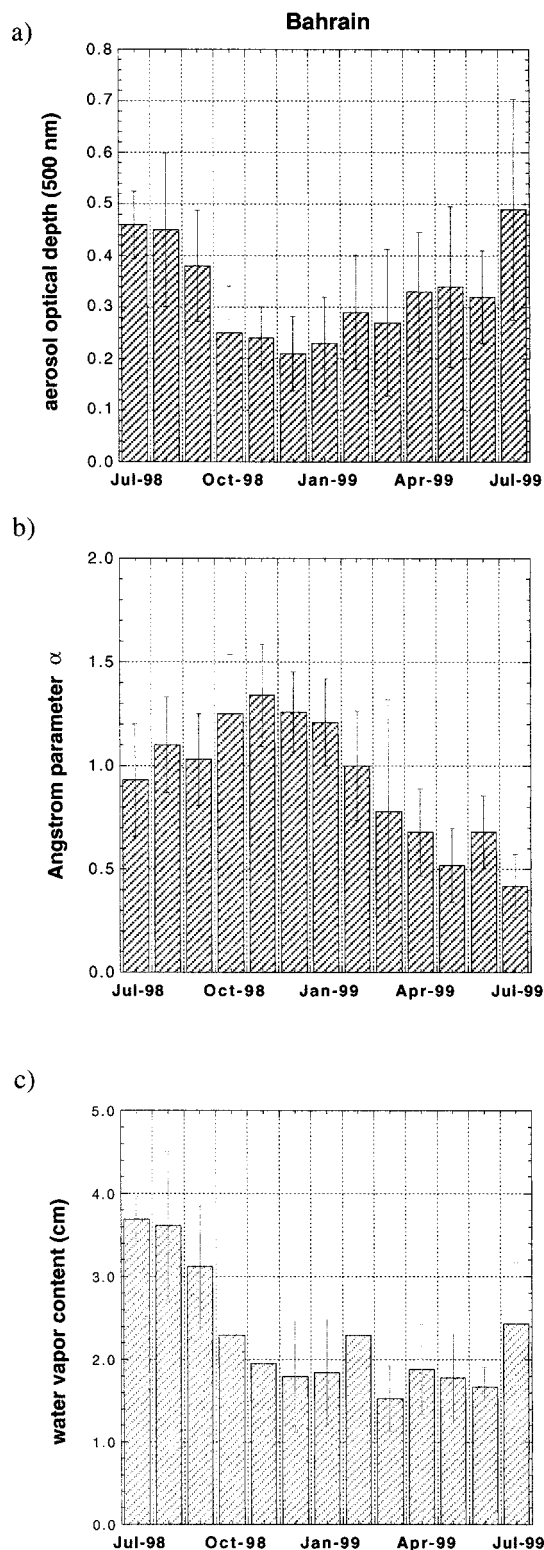 Bahrain
a)
aerosol optical depth (500 nm)
0.8
0.7
0.6
0.5
0.4
0.3
0.2
0.1
0.0
Jul-98 Oct-98 Jan-99 Apr-99 Jul-99
b)
Angstrom parameter α
2.0
1.5
1.0
0.5
0.0
Jul-98 Oct-98 Jan-99 Apr-99 Jul-99
c)
water vapor content (cm)
5.0
4.0
3.0
2.0
1.0
0.0
Jul-98 Oct-98 Jan-99 Apr-99 Jul-99